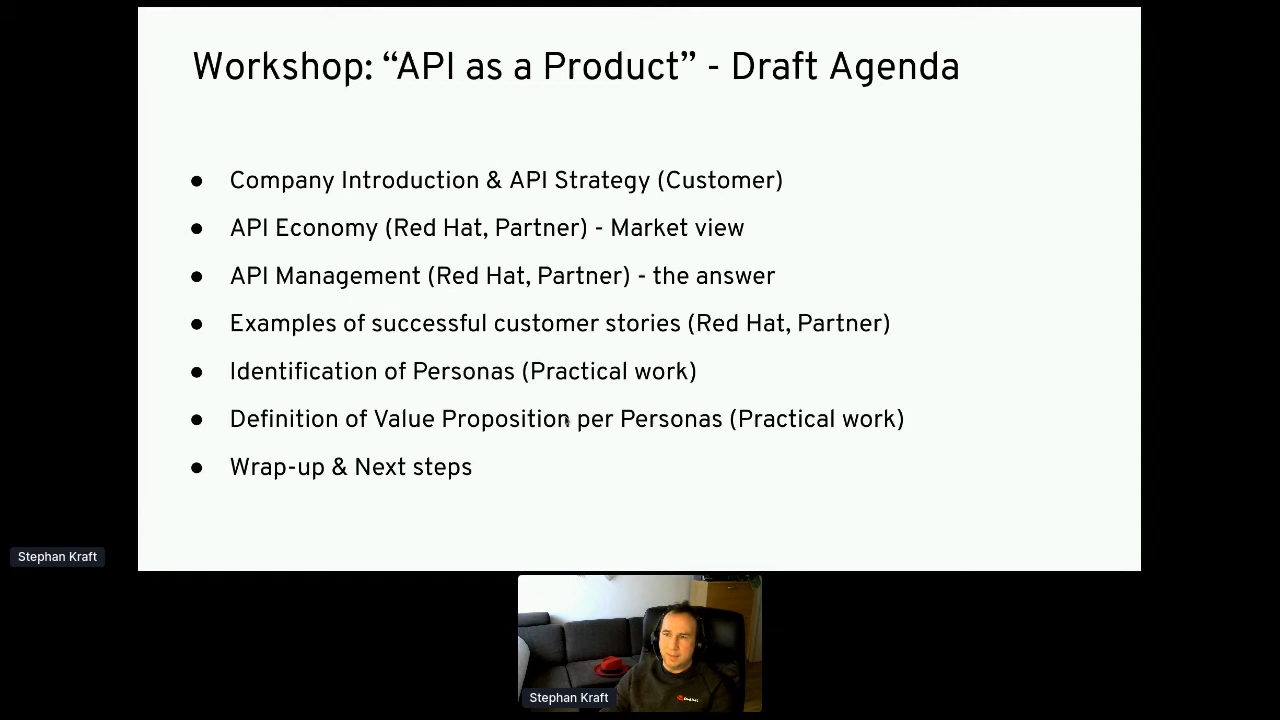 Workshop: “API as a Product” - Draft Agenda
● Company Introduction & API Strategy (Customer)
● API Economy (Red Hat, Partner) - Market view
● API Management (Red Hat, Partner) - the answer
● Examples of successful customer stories (Red Hat, Partner)
● Identification of Personas (Practical work)
● Definition of Value Proposition per Personas (Practical work)
● Wrap-up & Next steps
Stephan Kraft
Stephan Kraft